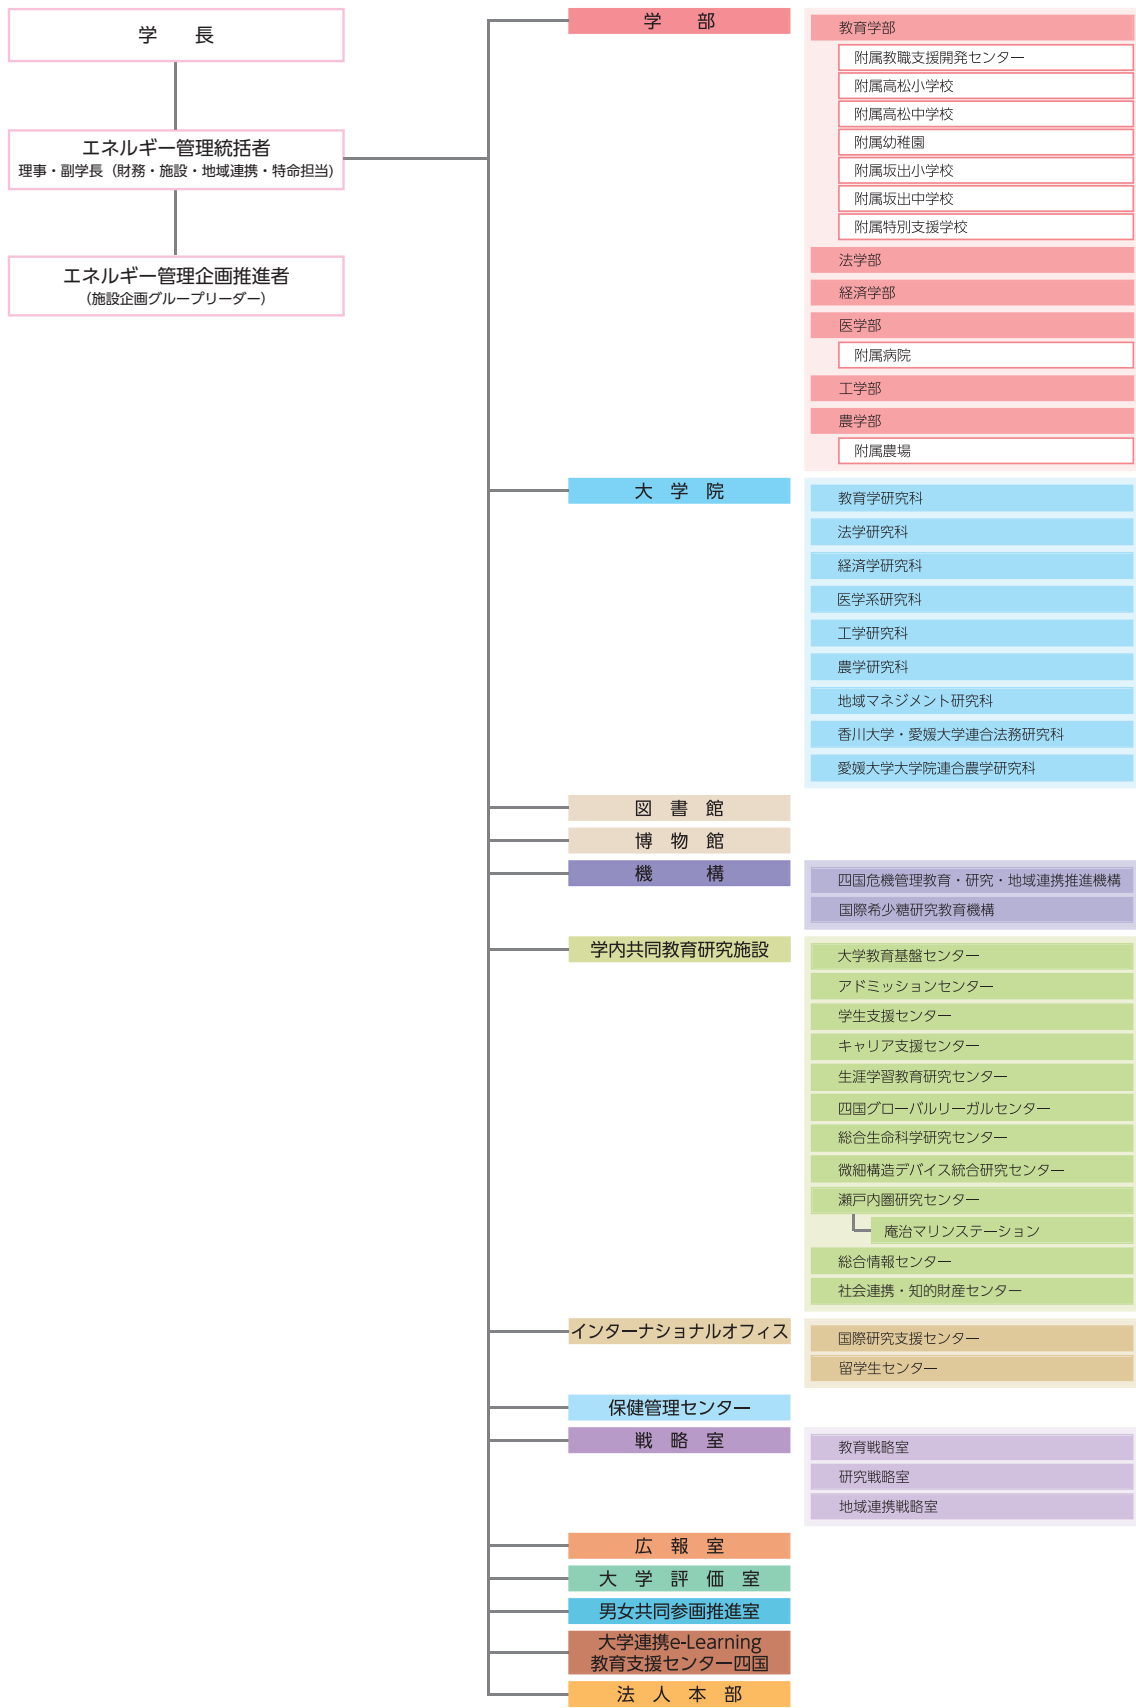 学　長
エネルギー管理統括者
理事・副学長（財務・施設・地域連携・特命担当）
エネルギー管理企画推進者
（施設企画グループリーダー）
学　部
教育学部
附属教職支援開発センター
附属高松小学校
附属高松中学校
附属幼稚園
附属坂出小学校
附属坂出中学校
附属特別支援学校
法学部
経済学部
医学部
附属病院
工学部
農学部
附属農場
大　学　院
教育学研究科
法学研究科
経済学研究科
医学系研究科
工学研究科
農学研究科
地域マネジメント研究科
香川大学・愛媛大学連合法務研究科
愛媛大学大学院連合農学研究科
図　書　館
博　物　館
機　　構
四国危機管理教育・研究・地域連携推進機構
国際希少糖研究教育機構
学内共同教育研究施設
大学教育基盤センター
アドミッションセンター
学生支援センター
キャリア支援センター
生涯学習教育研究センター
四国グローバルリーガルセンター
総合生命科学研究センター
微細構造デバイス統合研究センター
瀬戸内圏研究センター
庵治マリンステーション
総合情報センター
社会連携・知的財産センター
インターナショナルオフィス
国際研究支援センター
留学生センター
保健管理センター
戦　略　室
教育戦略室
研究戦略室
地域連携戦略室
広　報　室
大　学　評　価　室
男女共同参画推進室
大学連携e-Learning
教育支援センター四国
法　人　本　部